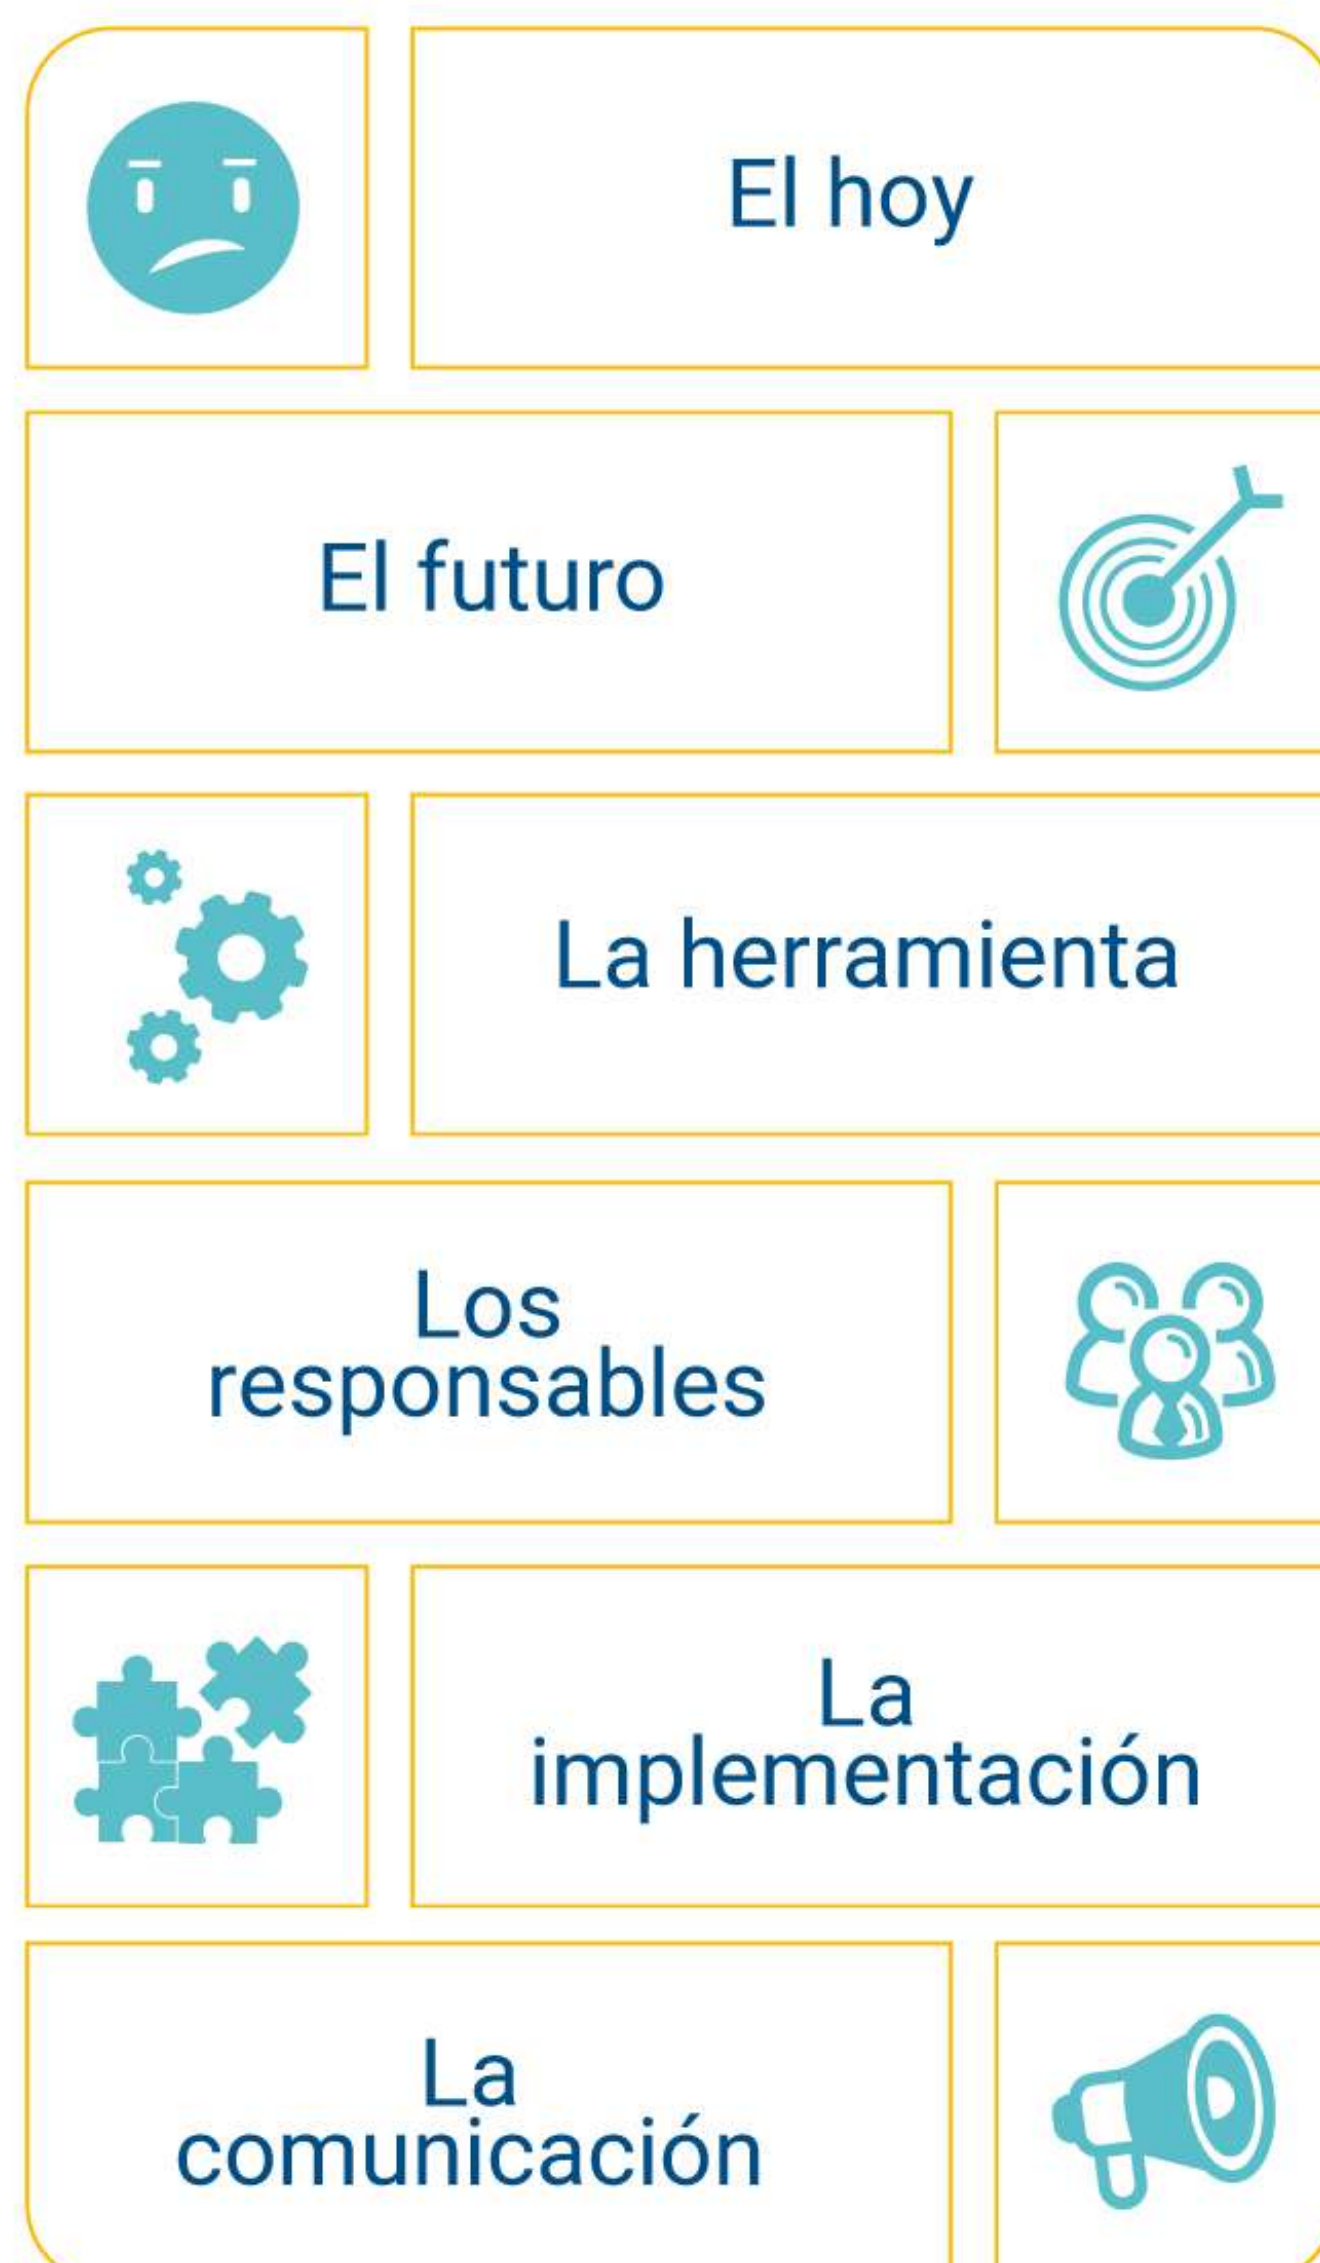 El hoy
El futuro
La herramienta
Los
responsables
La
implementación
La
comunicación